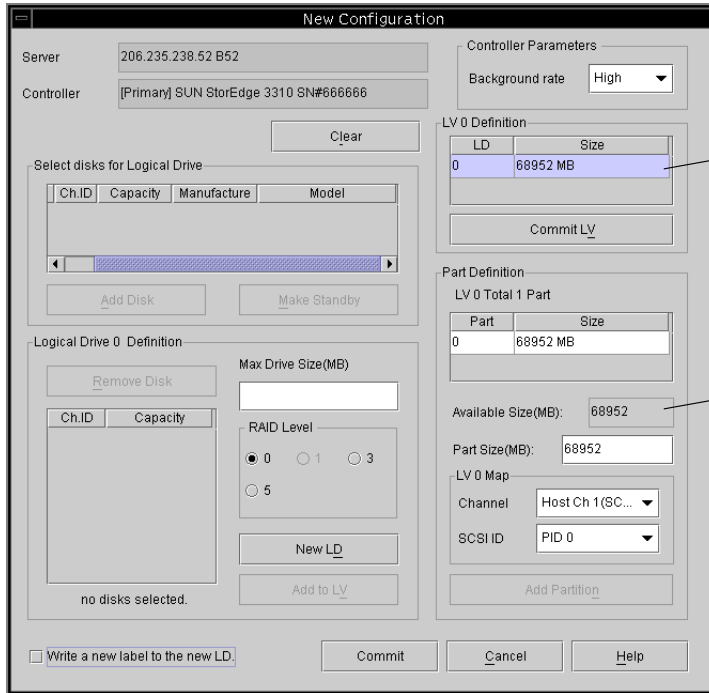 New Configuration
Server
206.235.238.52 B52
Controller
[Primary] SUN StorEdge 3310 SN#666666
Clear
Select disks for Logical Drive
Ch.ID Capacity Manufacture Model
Add Disk
Make Standby
Logical Drive 0 Definition
Remove Disk
Ch.ID Capacity
no disks selected.
Max Drive Size(MB)
RAID Level
0 1 3
5
New LD
Add to LV
Controller Parameters
Background rate
High
LV 0 Definition
LD Size
0 68952 MB
Commit LV
Part Definition
LV 0 Total 1 Part
Part Size
0 68952 MB
Available Size(MB): 68952
Part Size(MB): 68952
LV 0 Map
Channel Host Ch 1(SC...
SCSI ID PID 0
Add Partition
Write a new label to the new LD.
Commit
Cancel
Help